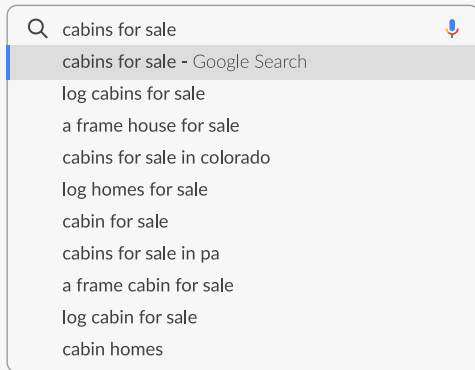 cabins for sale
cabins for sale - Google Search
log cabins for sale
a frame house for sale
cabins for sale in colorado
log homes for sale
cabin for sale
cabins for sale in pa
a frame cabin for sale
log cabin for sale
cabin homes